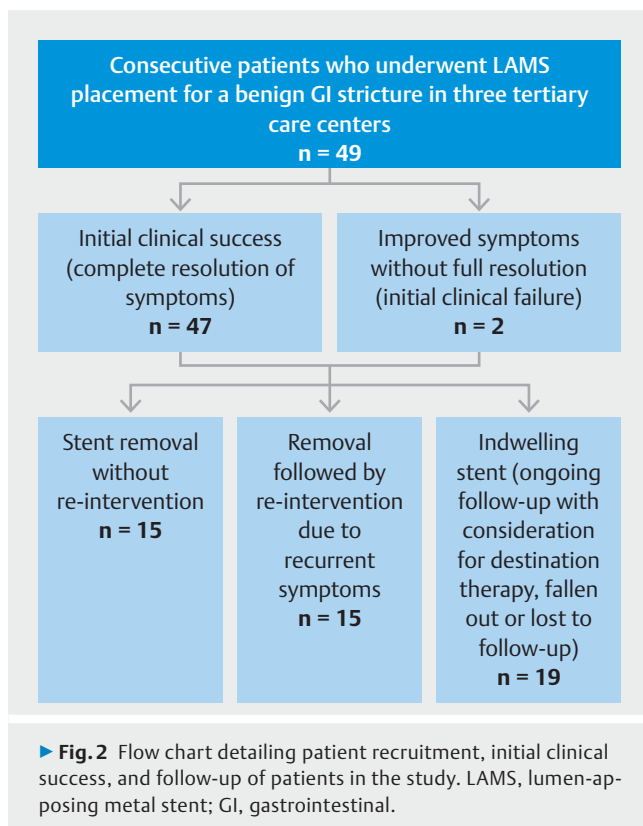 Consecutive patients who underwent LAMS
placement for a benign GI stricture in three tertiary
care centers
n = 49
Initial clinical success
(complete resolution of
symptoms)
n = 47
Improved symptoms
without full resolution
(initial clinical failure)
n = 2
Stent removal
without
re-intervention
n = 15
Removal
followed by
re-intervention
due to
recurrent
symptoms
n = 15
Indwelling
stent (ongoing
follow-up with
consideration
for destination
therapy, fallen
out or lost to
follow-up)
n = 19
▶ Fig. 2 Flow chart detailing patient recruitment, initial clinical
success, and follow-up of patients in the study. LAMS, lumen-ap-
posing metal stent; GI, gastrointestinal.